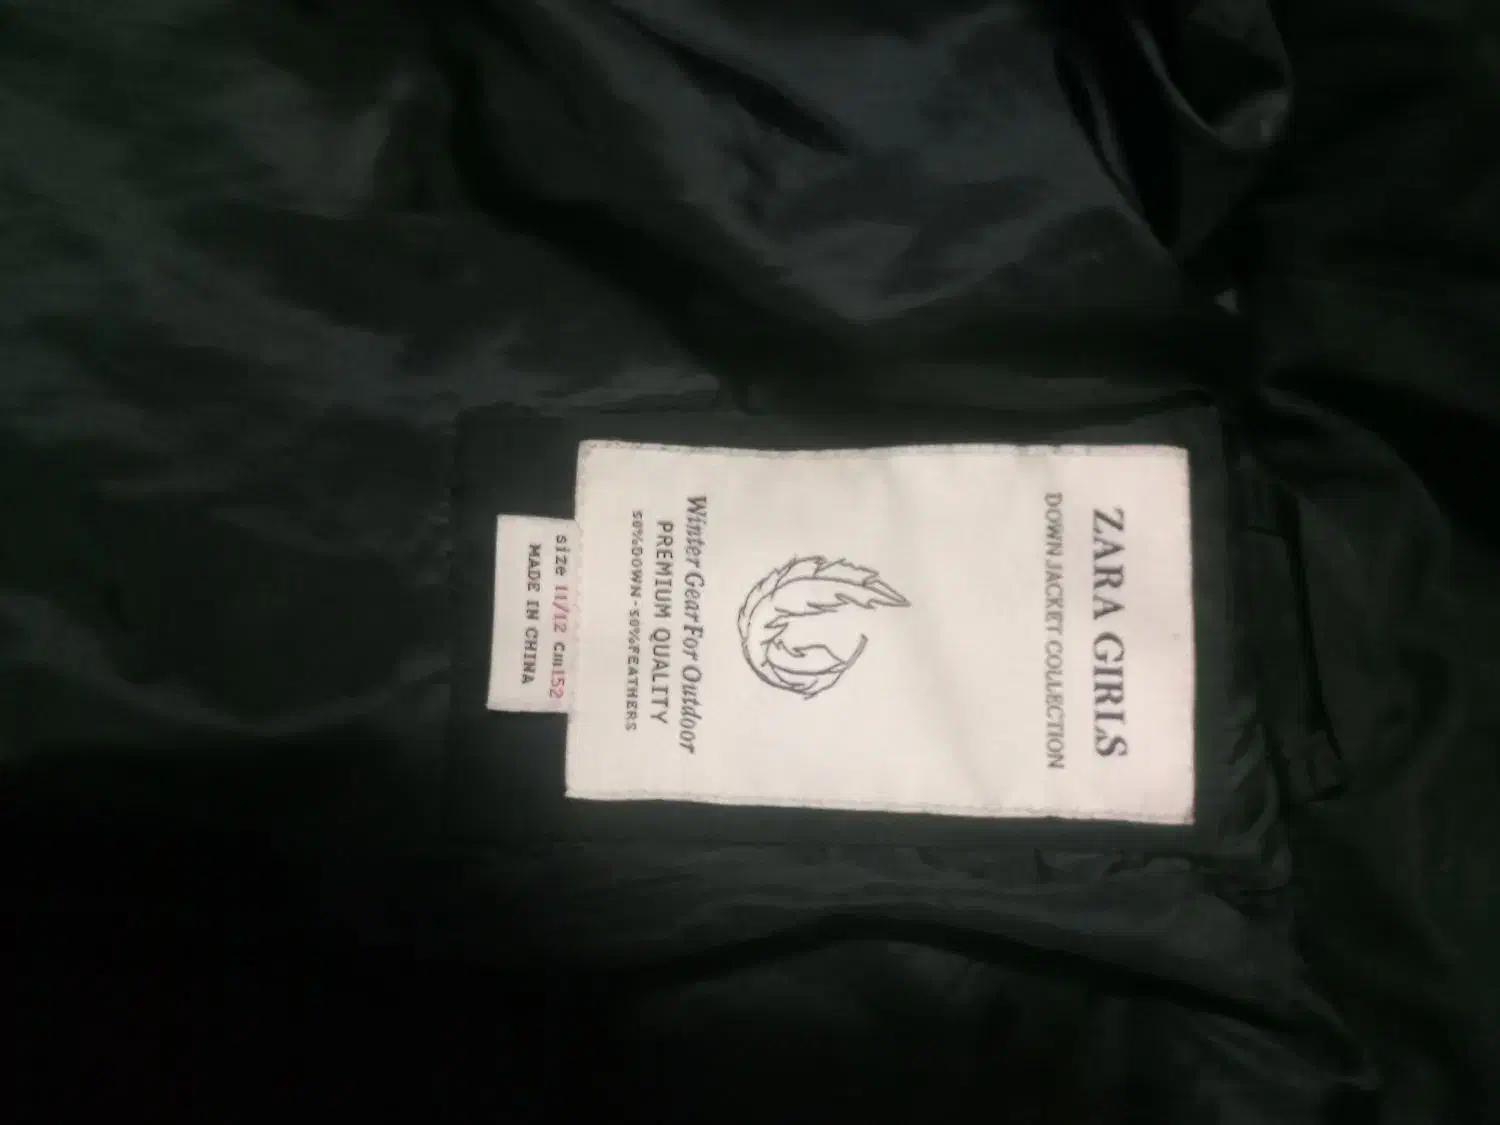 ZARA GIRLS
DOWN JACKET COLLECTION
Winter Gear For Outdoor
PREMIUM QUALITY
50%DOWN-50%FEATHERS
size 11/12 Cm152
MADE IN CHINA